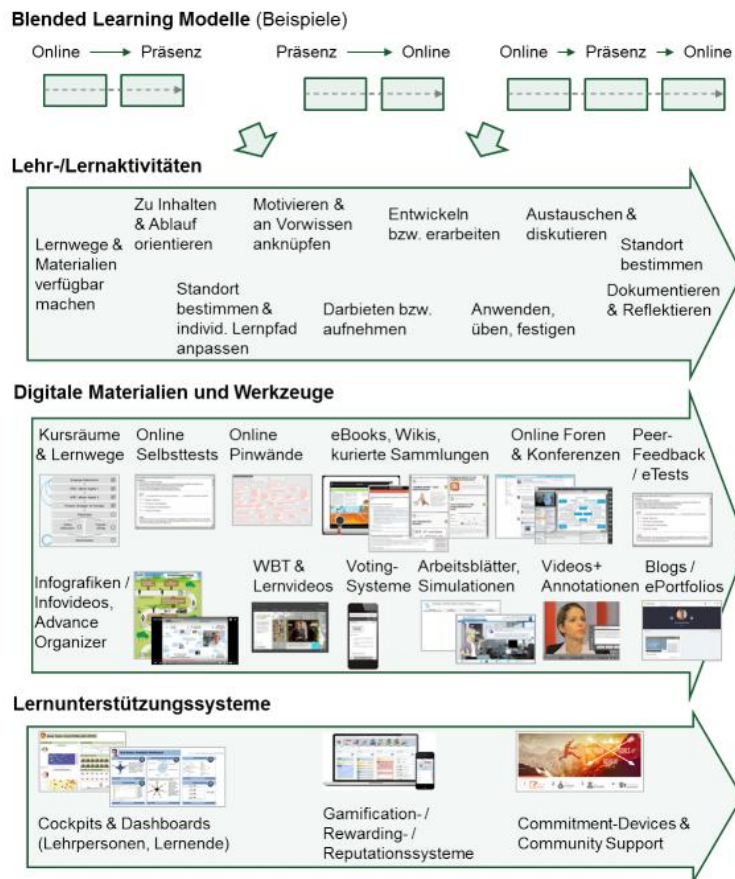 Blended Learning Modelle (Beispiele)
Online Präsenz
Präsenz Online
Online Präsenz Online
Lehr-/Lernaktivitäten
Lernwege &
Materialien
verfügbar
machen
Zu Inhalten
& Ablauf
orientieren
Motivieren &
an Vorwissen
anknüpfen
Entwickeln
bzw. erarbeiten
Austauschen &
diskutieren
Standort
bestimmen
Standort
bestimmen &
individ. Lernpfad
anpassen
Darbieten bzw.
aufnehmen
Anwenden,
üben, festigen
Dokumentieren
& Reflektieren
Digitale Materialien und Werkzeuge
Kursräume
& Lernwege
Online
Selbsttests
Online
Pinwände
eBooks, Wikis,
kurierte Sammlungen
Online Foren
& Konferenzen
Peer-
Feedback
/ eTests
Infografiken /
Infovideos,
Advance
Organizer
WBT &
Lernvideos
Voting-
Systeme
Arbeitsblätter,
Simulationen
Videos+
Annotationen
Blogs /
ePortfolios
Lernunterstützungssysteme
Cockpits & Dashboards
(Lehrpersonen, Lernende)
Gamification- /
Rewarding- /
Reputationssysteme
Commitment-Devices &
Community Support